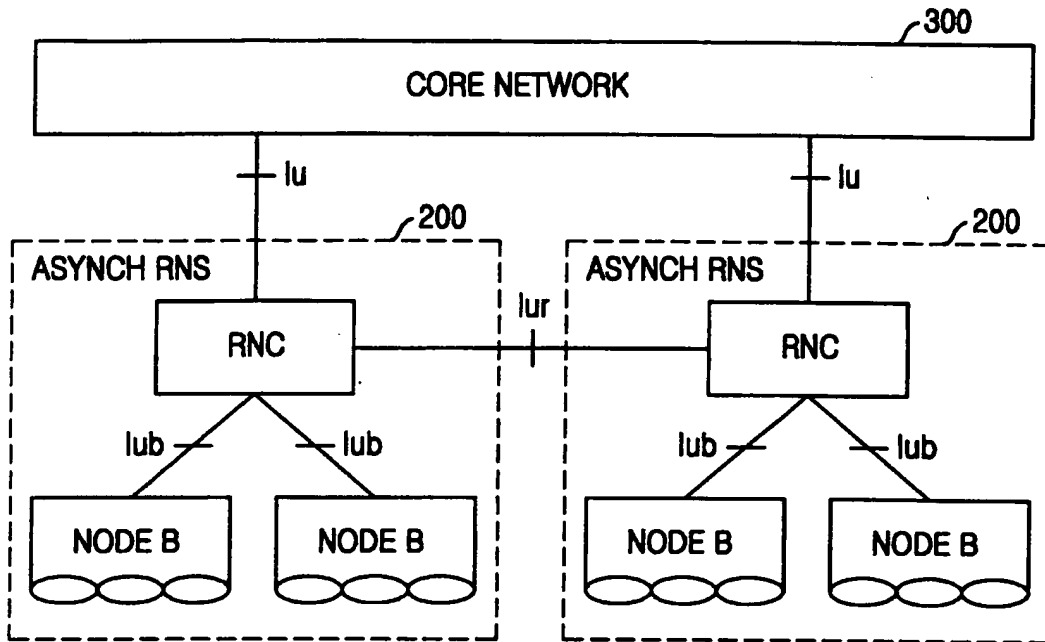 300
CORE NETWORK
Iu
Iu
200
200
ASYNCH RNS
ASYNCH RNS
Iur
RNC
RNC
Iub
Iub
Iub
Iub
NODE B
NODE B
NODE B
NODE B